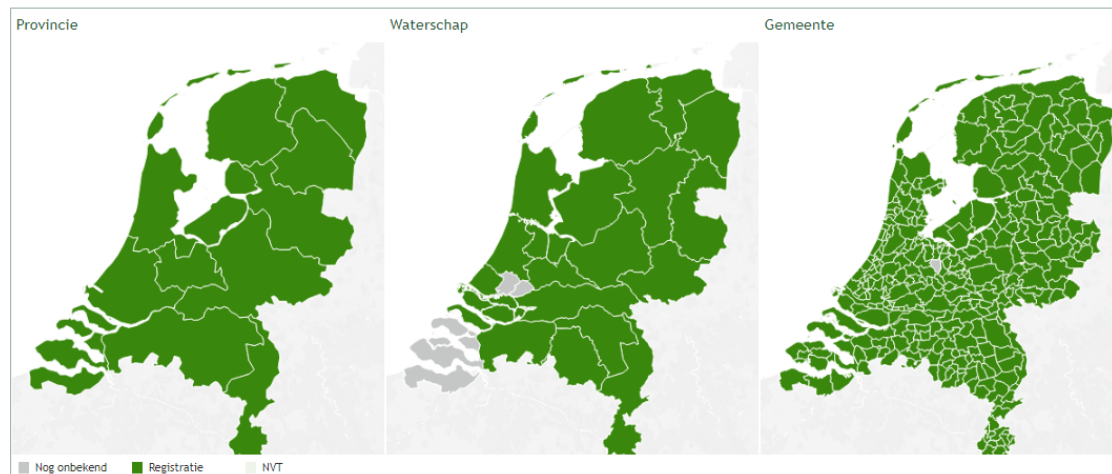 Provincie
Waterschap
Gemeente
Nog onbekend
Registratie
NVT